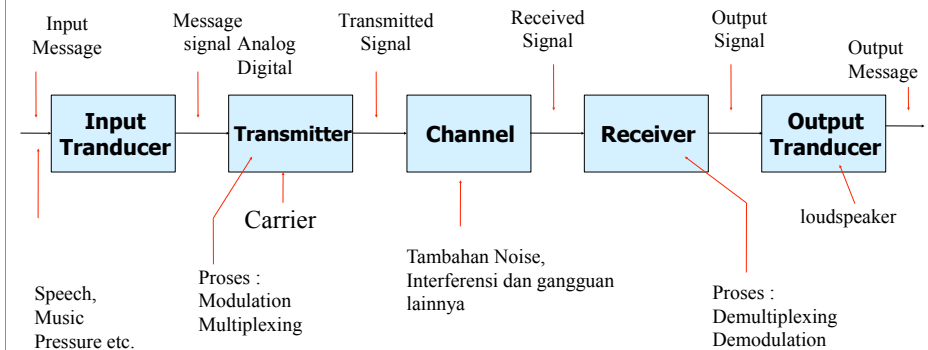 Input
Message
Message
signal Analog
Digital
Transmitted
Signal
Received
Signal
Output
Signal
Output
Message
Input
Tranducer
Transmitter
Channel
Receiver
Output
Tranducer
Carrier
loudspeaker
Speech,
Music
Pressure etc.
Proses :
Modulation
Multiplexing
Tambahan Noise,
Interferensi dan gangguan
lainnya
Proses :
Demultiplexing
Demodulation